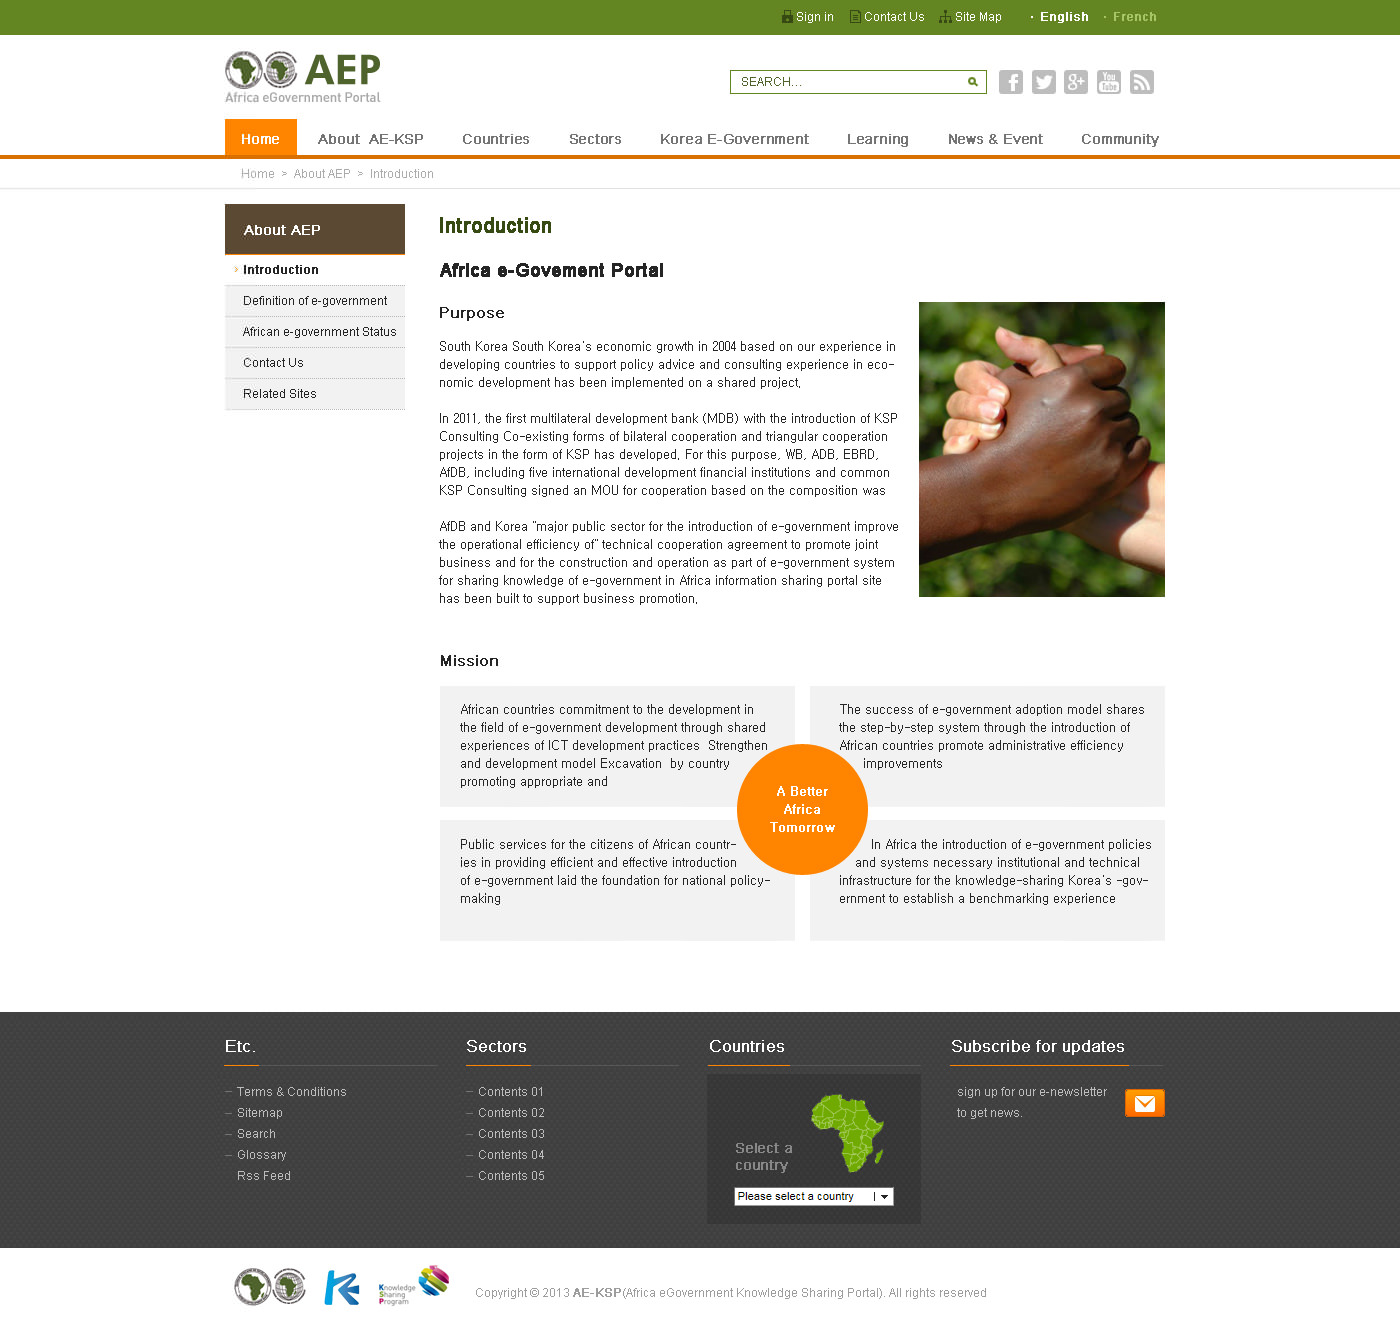 Sign in Contact Us Site Map · English · French
AEP
Africa eGovernment Portal
SEARCH...
You
Tube
Home About AE-KSP Countries Sectors Korea E-Government Learning News & Event Community
Home > About AEP > Introduction
About AEP
Introduction
Definition of e-government
African e-government Status
Contact Us
Related Sites
Introduction
Africa e-Govement Portal
Purpose
South Korea South Korea's economic growth in 2004 based on our experience in
developing countries to support policy advice and consulting experience in eco-
nomic development has been implemented on a shared project.
In 2011, the first multilateral development bank (MDB) with the introduction of KSP
Consulting Co-existing forms of bilateral cooperation and triangular cooperation
projects in the form of KSP has developed. For this purpose, WB, ADB, EBRD,
AfDB, including five international development financial institutions and common
KSP Consulting signed an MOU for cooperation based on the composition was
AfDB and Korea "major public sector for the introduction of e-government improve
the operational efficiency of" technical cooperation agreement to promote joint
business and for the construction and operation as part of e-government system
for sharing knowledge of e-government in Africa information sharing portal site
has been built to support business promotion.
Mission
African countries commitment to the development in
the field of e-government development through shared
experiences of ICT development practices Strengthen
and development model Excavation by country
promoting appropriate and
The success of e-government adoption model shares
the step-by-step system through the introduction of
African countries promote administrative efficiency
improvements
A Better
Africa
Tomorrow
Public services for the citizens of African countr-
ies in providing efficient and effective introduction
of e-government laid the foundation for national policy-
making
In Africa the introduction of e-government policies
and systems necessary institutional and technical
infrastructure for the knowledge-sharing Korea's -gov-
ernment to establish a benchmarking experience
Etc.
Terms & Conditions
Sitemap
Search
Glossary
Rss Feed
Sectors
Contents 01
Contents 02
Contents 03
Contents 04
Contents 05
Countries
Select a
country
Please select a country
Subscribe for updates
sign up for our e-newsletter
to get news.
Knowledge
Sharing
Program
Copyright © 2013 AE-KSP(Africa eGovernment Knowledge Sharing Portal). All rights reserved